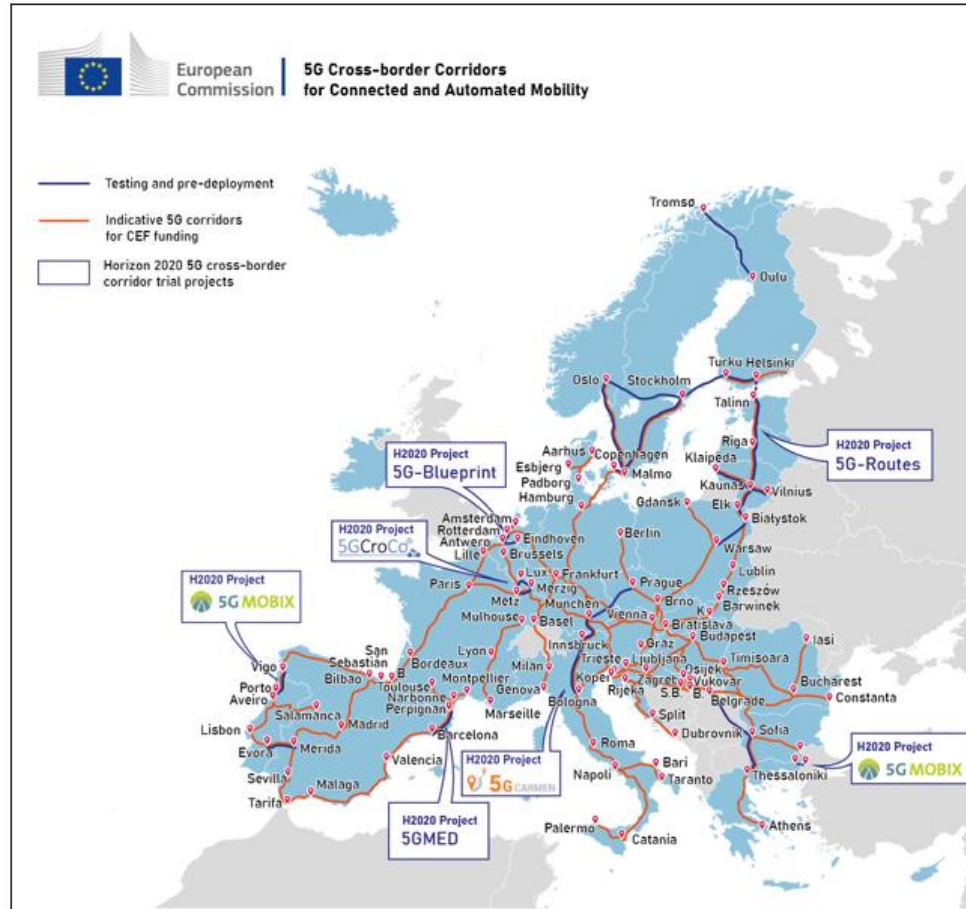 European
Commission
5G Cross-border Corridors
for Connected and Automated Mobility
Testing and pre-deployment
Indicative 5G corridors
for CEF funding
Horizon 2020 5G cross-border
corridor trial projects
Tromsø
Oulu
Turku Helsinki
Oslo
Stockholm
Talinn
Riga
H2020 Project
5G-Routes
Klaipeda
Kaunas
Vilnius
Elk
Białystok
Aarhus
Copenhagen
Esbjerg
Malmo
Padborg
Hamburg
Gdańsk
H2020 Project
5G-Blueprint
Amsterdam
Rotterdam
Antwero
Eindhoven
Lille
Brussels
Berlin
Warsaw
H2020 Project
5GCroCo
Lux.
Merzig
Frankfurt
Paris
Metz
Prague
Brno
Lublin
Rzeszów
K
Barwinek
Mulhouse
Basel
Munchen
Vienna
Bratislava
Budapest
H2020 Project
5G MOBIX
Innsbruck
Graz
Iasi
Lyon
Milan
Trieste
Ljubljana
Osijek
Timisoara
San
Sebastian
B
Bilbao
Bordeaux
Toulouse
Montpellier
Narbonne
Perpignan
Genova
Koper
Zagreb
Rijeka
S.B
B
Vukovar
Belgrade
Bucharest
Constanta
Vigo
Porto
Aveiro
Salamanca
Madrid
Marseille
Bologna
Split
Dubrovnik
Sofia
Lisbon
Evora
Merida
Barcelona
Valencia
Roma
H2020 Project
5G CARMEN
Napoli
Bari
Taranto
Thessaloniki
H2020 Project
5G MOBIX
Sevilla
Malaga
Tarifa
H2020 Project
5GMED
Palermo
Catania
Athens